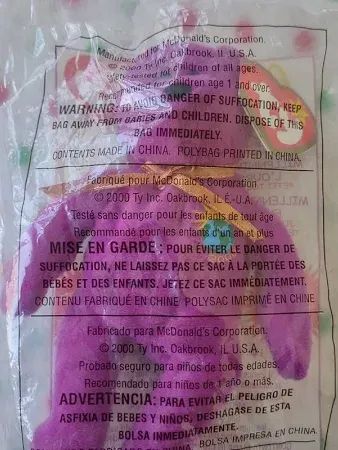 Manufactured for McDonald's Corporation.
© 2000 Ty Inc. Oakbrook, Il. U.S.A.
Safety-tested for children of all ages.
Recommended for children age 1 and over.
WARNING: TO AVOID DANGER OF SUFFOCATION, KEEP
BAG AWAY FROM BABIES AND CHILDREN. DISPOSE OF THIS
BAG IMMEDIATELY.
CONTENTS MADE IN CHINA. POLYBAG PRINTED IN CHINA.
Fabriqué pour McDonald's Corporation.
© 2000 Ty Inc. Oakbrook, IL É-U.A.
Testé sans danger pour les enfants de tout âge
Recommandé pour les enfants d'un an et plus
MISE EN GARDE : POUR ÉVITER LE DANGER DE
SUFFOCATION, NE LAISSEZ PAS CE SAC À LA PORTÉE DES
BÉBÉS ET DES ENFANTS. JETEZ CE SAC IMMÉDIATEMENT.
CONTENU FABRIQUÉ EN CHINE POLYSAC IMPRIMÉ EN CHINE
Fabricado para McDonald's Corporation.
© 2000 Ty Inc. Oakbrook, IL U.S.A.
Probado seguro para niños de todas edades.
Recomendado para niños de 1 año o más.
ADVERTENCIA: PARA EVITAR EL PELIGRO DE
ASFIXIA DE BEBES Y NIÑOS, DESHAGASE DE ESTA
BOLSA INMEDIATAMENTE.
BOLSA IMPRESA EN CHINA.